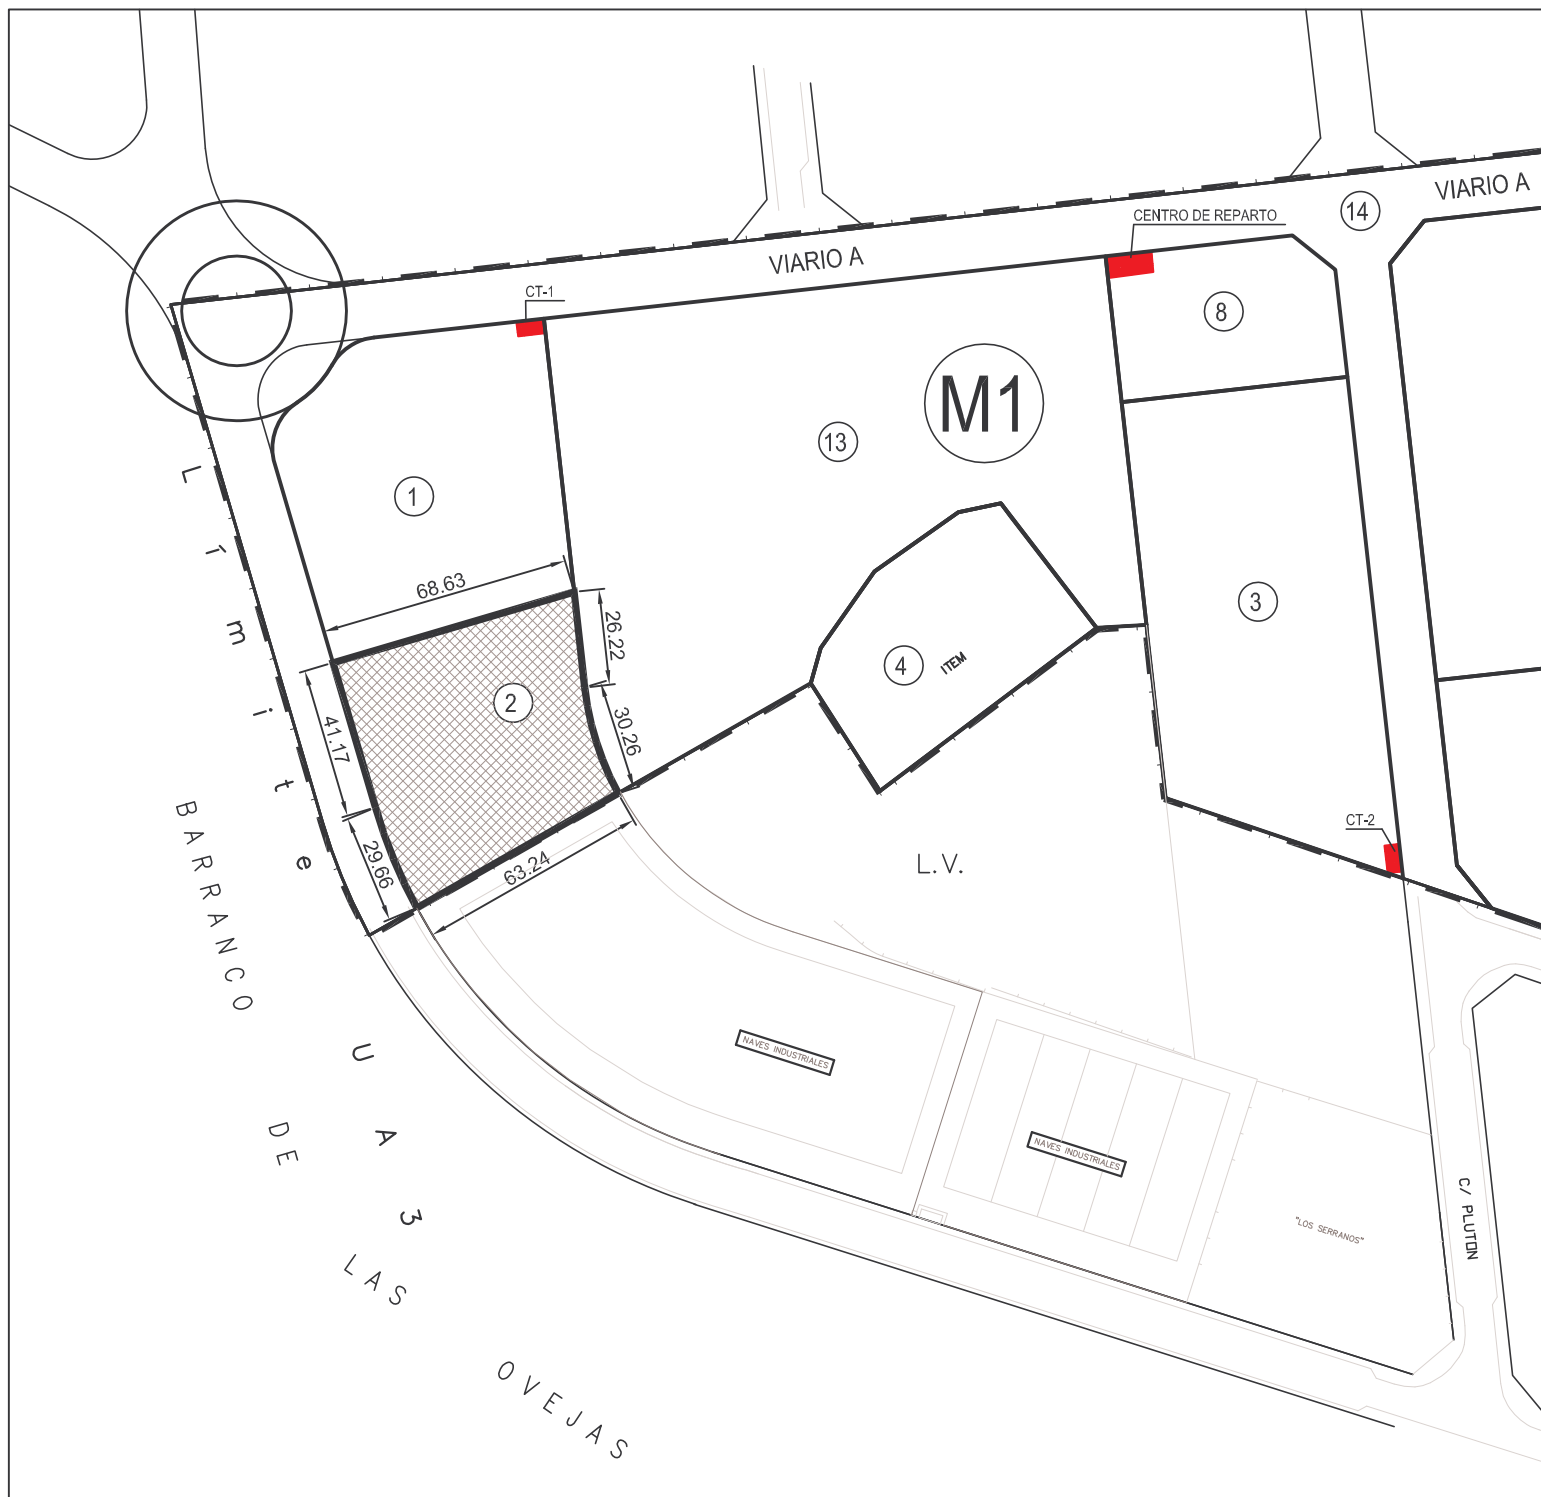 VIARIO A
14
CENTRO DE REPARTO
VIARIO A
CT-1
8
M1
13
1
68.63
26.22
3
4
ITEM
2
30.26
41.17
29.66
63.24
CT-2
L.V.
Límite
UA 3
BARRANCO
DE
LAS
OVEJAS
NAVES INDUSTRIALES
NAVES INDUSTRIALES
"LOS SERRANOS"
C/ PLUTON